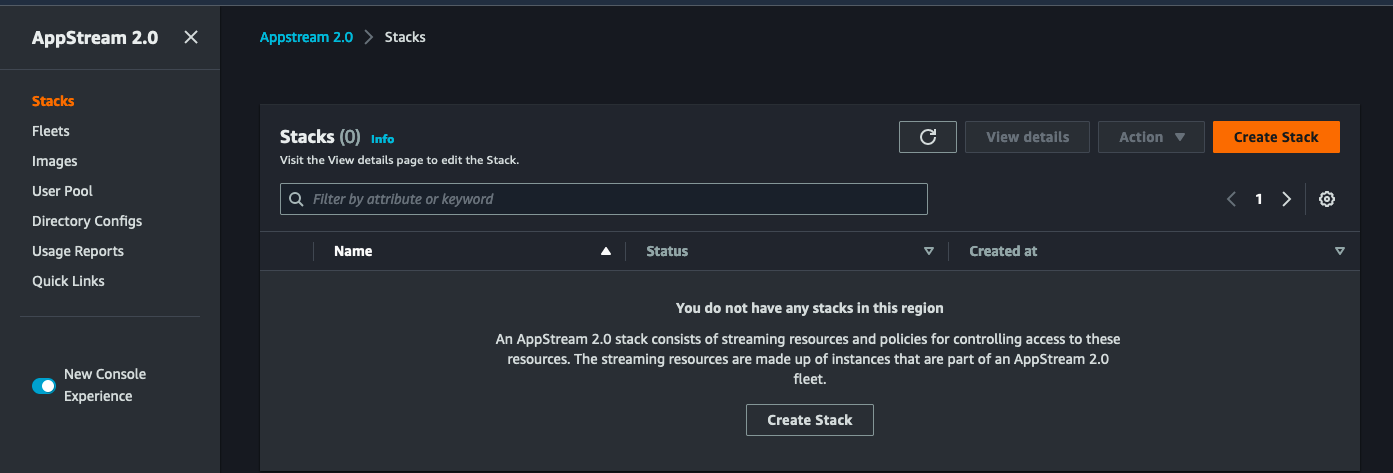 AppStream 2.0
Appstream 2.0 > Stacks
Stacks
Fleets
Images
User Pool
Directory Configs
Usage Reports
Quick Links
New Console
Experience
Stacks (0) Info
Visit the View details page to edit the Stack.
View details
Action
Create Stack
Filter by attribute or keyword
1
Name
Status
Created at
You do not have any stacks in this region
An AppStream 2.0 stack consists of streaming resources and policies for controlling access to these
resources. The streaming resources are made up of instances that are part of an AppStream 2.0
fleet.
Create Stack